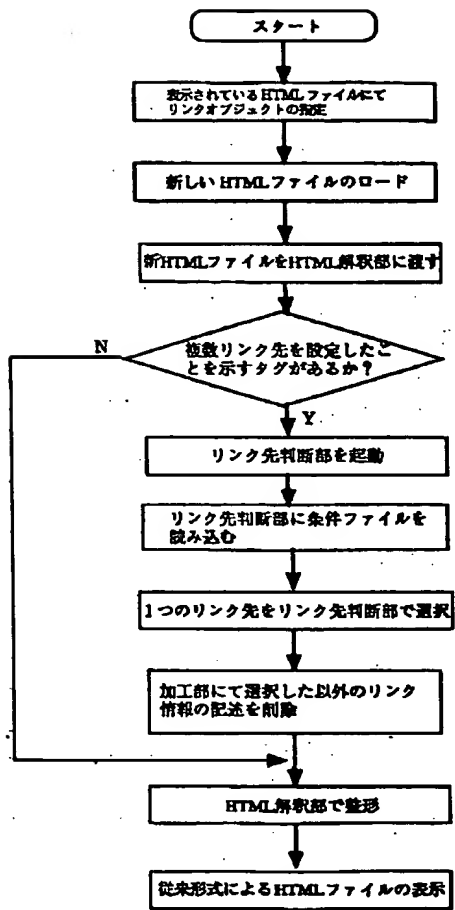 スタート
表示されているHTMLファイルにて
リンクオブジェクトの指定
新しいHTMLファイルのロード
新HTMLファイルをHTML解釈部に渡す
複数リンク先を設定したこ
とを示すタグがあるか?
N
Y
リンク先判断部を起動
リンク先判断部に条件ファイルを
読み込む
1つのリンク先をリンク先判断部で選択
加工部にて選択した以外のリンク
情報の記述を削除
HTML解釈部で整形
従来形式によるHTMLファイルの表示